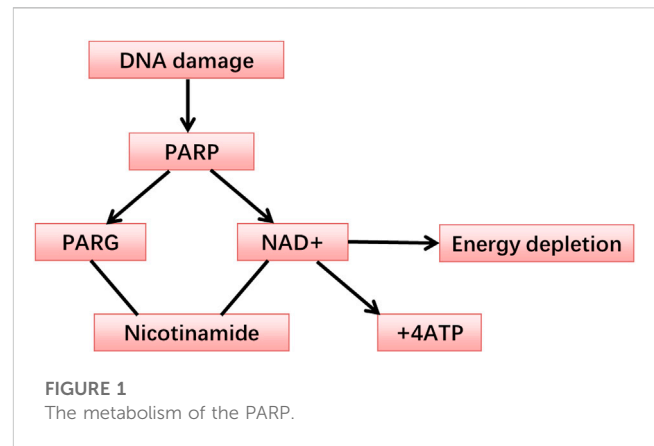 DNA damage
PARP
PARG
NAD+
Energy depletion
Nicotinamide
+4ATP
FIGURE 1
The metabolism of the PARP.